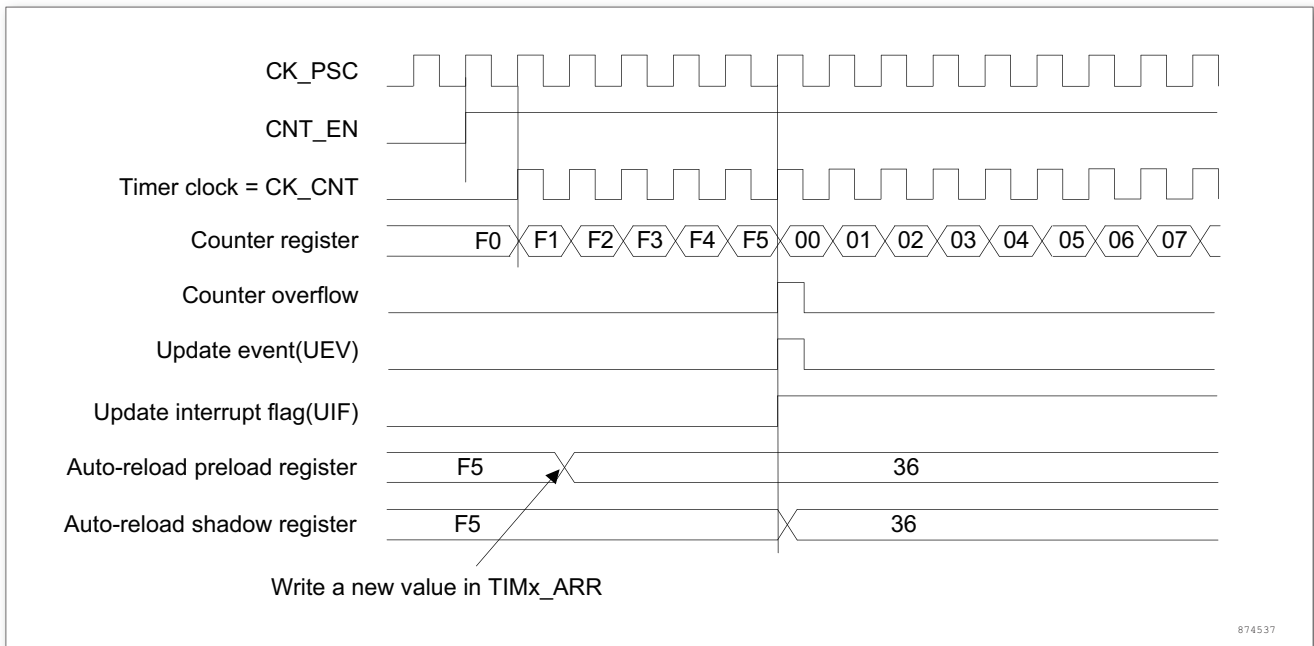 CK_PSC
CNT_EN
Timer clock = CK_CNT
Counter register F0 F1 F2 F3 F4 F5 00 01 02 03 04 05 06 07
Counter overflow
Update event(UEV)
Update interrupt flag(UIF)
Auto-reload preload register F5 36
Auto-reload shadow register F5 36
Write a new value in TIMx_ARR
874537